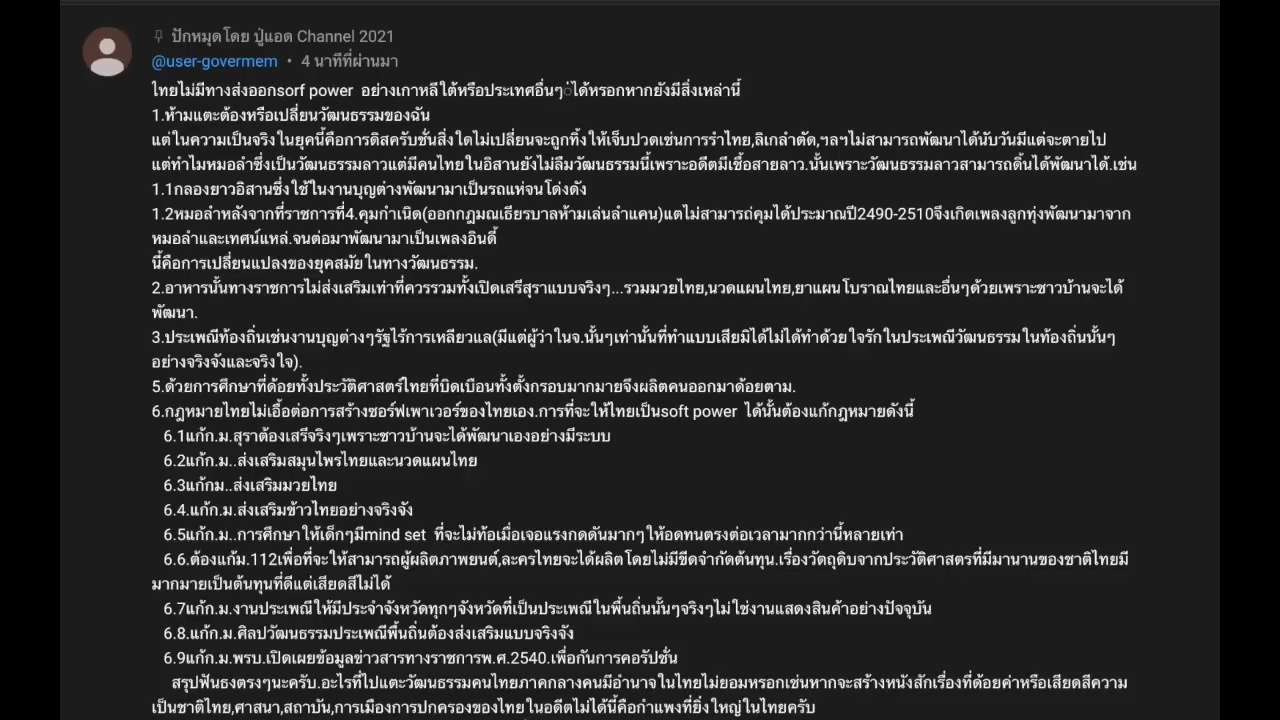 ปักหมุดโดย ปู่แอด Channel 2021
@user-govermem • 4 นาทีที่ผ่านมา
ไทยไม่มีทางส่งออกsorf power อย่างเกาหลีใต้หรือประเทศอื่นๆ่ได้หรอกหากยังมีสิ่งเหล่านี้
1.ห้ามแตะต้องหรือเปลี่ยนวัฒนธรรมของฉัน
แต่ในความเป็นจริงในยุคนี้คือการดิสครับชั่นสิ่งใดไม่เปลี่ยนจะถูกทิ้งให้เจ็บปวดเช่นการรำไทย,ลิเกลำตัด,ฯลฯไม่สามารถพัฒนาได้นับวันมีแต่จะตายไป
แต่ทำไมหมอลำซึ่งเป็นวัฒนธรรมลาวแต่มีคนไทยในอิสานยังไม่ลืมวัฒนธรรมนี้เพราะอดีตมีเชื้อสายลาว.นั้นเพราะวัฒนธรรมลาวสามารถดิ้นได้พัฒนาได้.เช่น
1.1กลองยาวอิสานซึ่งใช้ในงานบุญต่างพัฒนามาเป็นรถแห่จนโด่งดัง
1.2หมอลำหลังจากที่ราชการที่4.คุมกำเนิด(ออกกฎมณเธียรบาลห้ามเล่นลำแคน)แตไม่สามารถ่คุมได้ประมาณปี2490-2510จึงเกิดเพลงลูกทุ่งพัฒนามาจาก
หมอลำและเทศน์แหล่.จนต่อมาพัฒนามาเป็นเพลงอินดี้
นี้คือการเปลี่ยนแปลงของยุคสมัยในทางวัฒนธรรม.
2.อาหารนั้นทางราชการไม่ส่งเสริมเท่าที่ควรรวมทั้งเปิดเสรีสุราแบบจริงๆ...รวมมวยไทย,นวดแผนไทย,ยาแผนโบราณไทยและอื่นๆด้วยเพราะชาวบ้านจะได้
พัฒนา.
3.ประเพณีท้องถิ่นเช่นงานบุญต่างๆรัฐไร้การเหลียวแล(มีแต่ผู้ว่าในจ.นั้นๆเท่านั้นที่ทำแบบเสียมิได้ไม่ได้ทำด้วยใจรักในประเพณีวัฒนธรรมในท้องถิ่นนั้นๆ
อย่างจริงจังและจริงใจ).
5.ด้วยการศึกษาที่ด้อยทั้งประวัติศาสตร์ไทยที่บิดเบือนทั้งตั้งกรอบมากมายจึงผลิตคนออกมาด้อยตาม.
6.กฎหมายไทยไม่เอื้อต่อการสร้างซอร์ฟเพาเวอร์ของไทยเอง.การที่จะให้ไทยเป็นsoft power ได้นั้นต้องแก้กฎหมายดังนี้
6.1แก้ก.ม.สุราต้องเสรีจริงๆเพราะชาวบ้านจะได้พัฒนาเองอย่างมีระบบ
6.2แก้ก.ม..ส่งเสริมสมุนไพรไทยและนวดแผนไทย
6.3แก้กม..ส่งเสริมมวยไทย
6.4.แก้ก.ม.ส่งเสริมข้าวไทยอย่างจริงจัง
6.5แก้ก.ม..การศึกษาให้เด็กๆมีmind set ที่จะไม่ท้อเมื่อเจอแรงกดดันมากๆให้อดทนตรงต่อเวลามากกว่านี้หลายเท่า
6.6.ต้องแก้ม.112เพื่อที่จะให้สามารถผู้ผลิตภาพยนต์,ละครไทยจะได้ผลิตโดยไม่มีขีดจำกัดต้นทุน.เรื่องวัตถุดิบจากประวัติศาสตรที่มีมานานของชาติไทยมี
มากมายเป็นต้นทุนที่ดีแต่เสียดสีไม่ได้
6.7แก้ก.ม.งานประเพณีให้มีประจำจังหวัดทุกๆจังหวัดที่เป็นประเพณีในพื้นถิ่นนั้นๆจริงๆไม่ใช่งานแสดงสินค้าอย่างปัจจุบัน
6.8.แก้ก.ม.ศิลปวัฒนธรรมประเพณีพื้นถิ่นต้องส่งเสริมแบบจริงจัง
6.9แก้ก.ม.พรบ.เปิดเผยข้อมูลข่าวสารทางราชการพ.ศ.2540.เพื่อกันการคอรัปชั่น
สรุปฟันธงตรงๆนะครับ.อะไรที่ไปแตะวัฒนธรรมคนไทยภาคกลางคนมีอำนาจในไทยไม่ยอมหรอกเช่นหากจะสร้างหนังสักเรื่องที่ด้อยค่าหรือเสียดสีความ
เป็นชาติไทย,ศาสนา,สถาบัน,การเมืองการปกครองของไทยในอดีตไม่ได้นี้คือกำแพงที่ยิ่งใหญ่ในไทยครับ